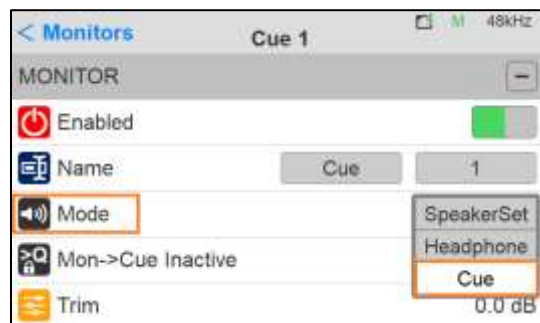 < Monitors Cue 1 M 48kHz
MONITOR
Enabled
Name Cue 1
Mode SpeakerSet
Headphone
Mon->Cue Inactive
Cue
Trim 0.0 dB